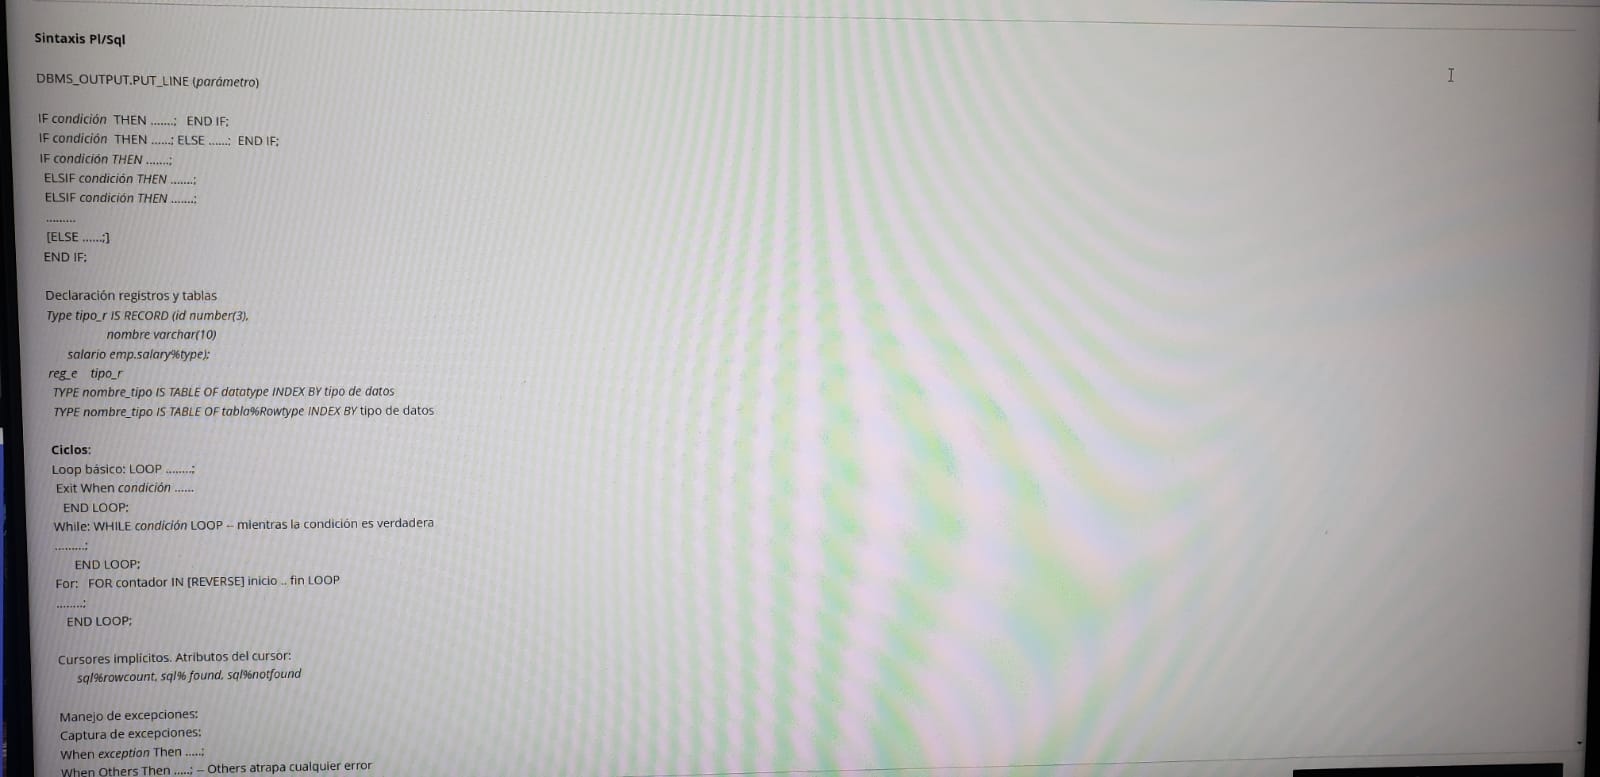 Sintaxis Pl/Sql
DBMS_OUTPUT.PUT_LINE (parámetro)
IF condición THEN .......; END IF;
IF condición THEN ......; ELSE ......; END IF;
IF condición THEN .......;
ELSIF condición THEN .......;
ELSIF condición THEN .......;
.........
[ELSE ......;]
END IF;
Declaración registros y tablas
Type tipo_r IS RECORD (id number(3),
nombre varchar(10)
salario emp.salary%type);
reg_e tipo_r
TYPE nombre_tipo IS TABLE OF datatype INDEX BY tipo de datos
TYPE nombre_tipo IS TABLE OF tabla%Rowtype INDEX BY tipo de datos
Ciclos:
Loop básico: LOOP ........;
Exit When condición ......
END LOOP;
While: WHILE condición LOOP -- mientras la condición es verdadera
.........;
END LOOP;
For: FOR contador IN [REVERSE] inicio .. fin LOOP
........;
END LOOP;
Cursores implícitos. Atributos del cursor:
sql%rowcount, sql% found, sql%notfound
Manejo de excepciones:
Captura de excepciones:
When exception Then .....;
When Others Then .....; -- Others atrapa cualquier error